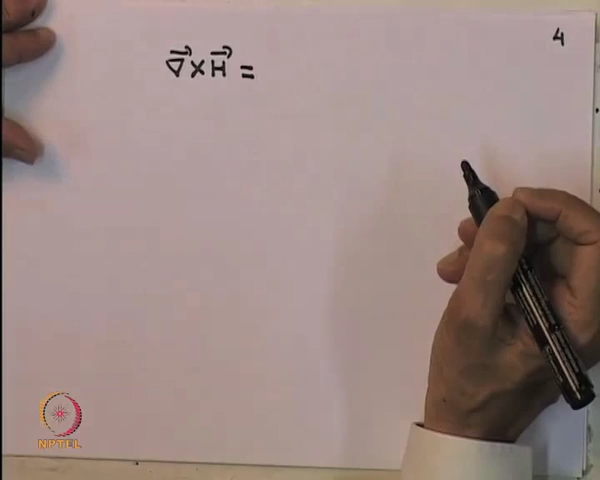 4
∇⃗ × H⃗ =
NPTEL